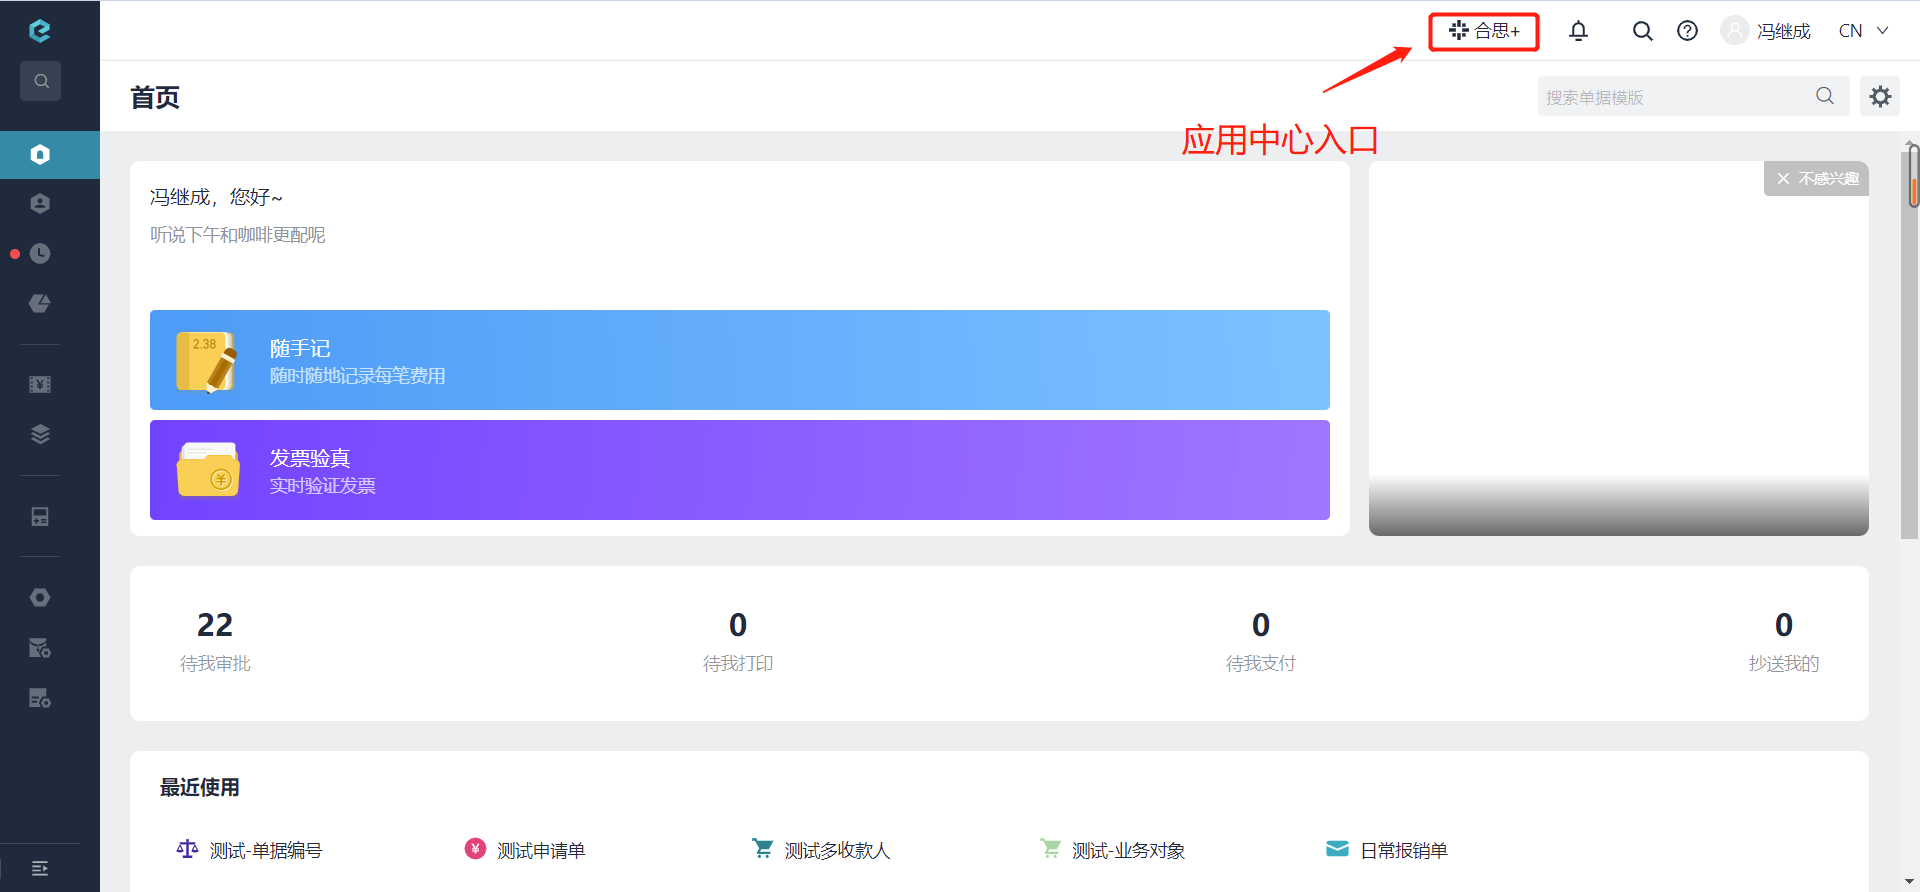 合思+
冯继成
CN
首页
搜索单据模版
应用中心入口
冯继成，您好~
听说下午和咖啡更配呢
不感兴趣
2.38
随手记
随时随地记录每笔费用
发票验真
实时验证发票
22
待我审批
0
待我打印
0
待我支付
0
抄送我的
最近使用
测试-单据编号
测试申请单
测试多收款人
测试-业务对象
日常报销单